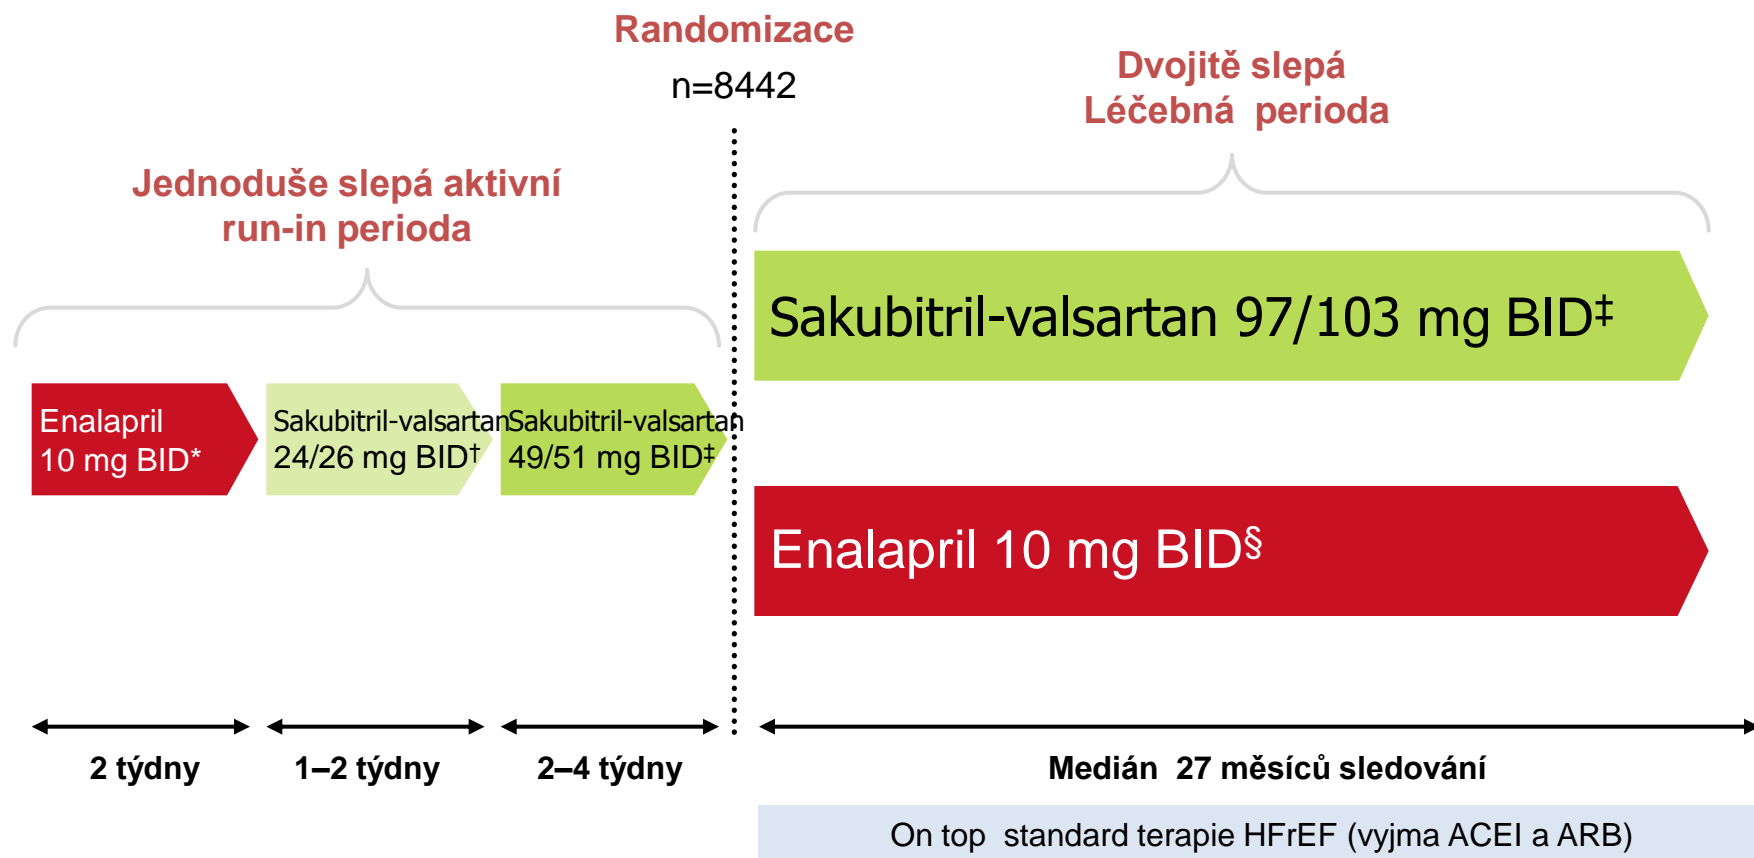 Randomizace
n=8442
Dvojitě slepá
Léčebná perioda
Jednoduše slepá aktivní
run-in perioda
Sakubitril-valsartan 97/103 mg BID‡
Enalapril
10 mg BID*
Sakubitril-valsartan
24/26 mg BID†
Sakubitril-valsartan
49/51 mg BID‡
Enalapril 10 mg BID§
2 týdny
1–2 týdny
2–4 týdny
Medián 27 měsíců sledování
On top standard terapie HFrEF (vyjma ACEI a ARB)